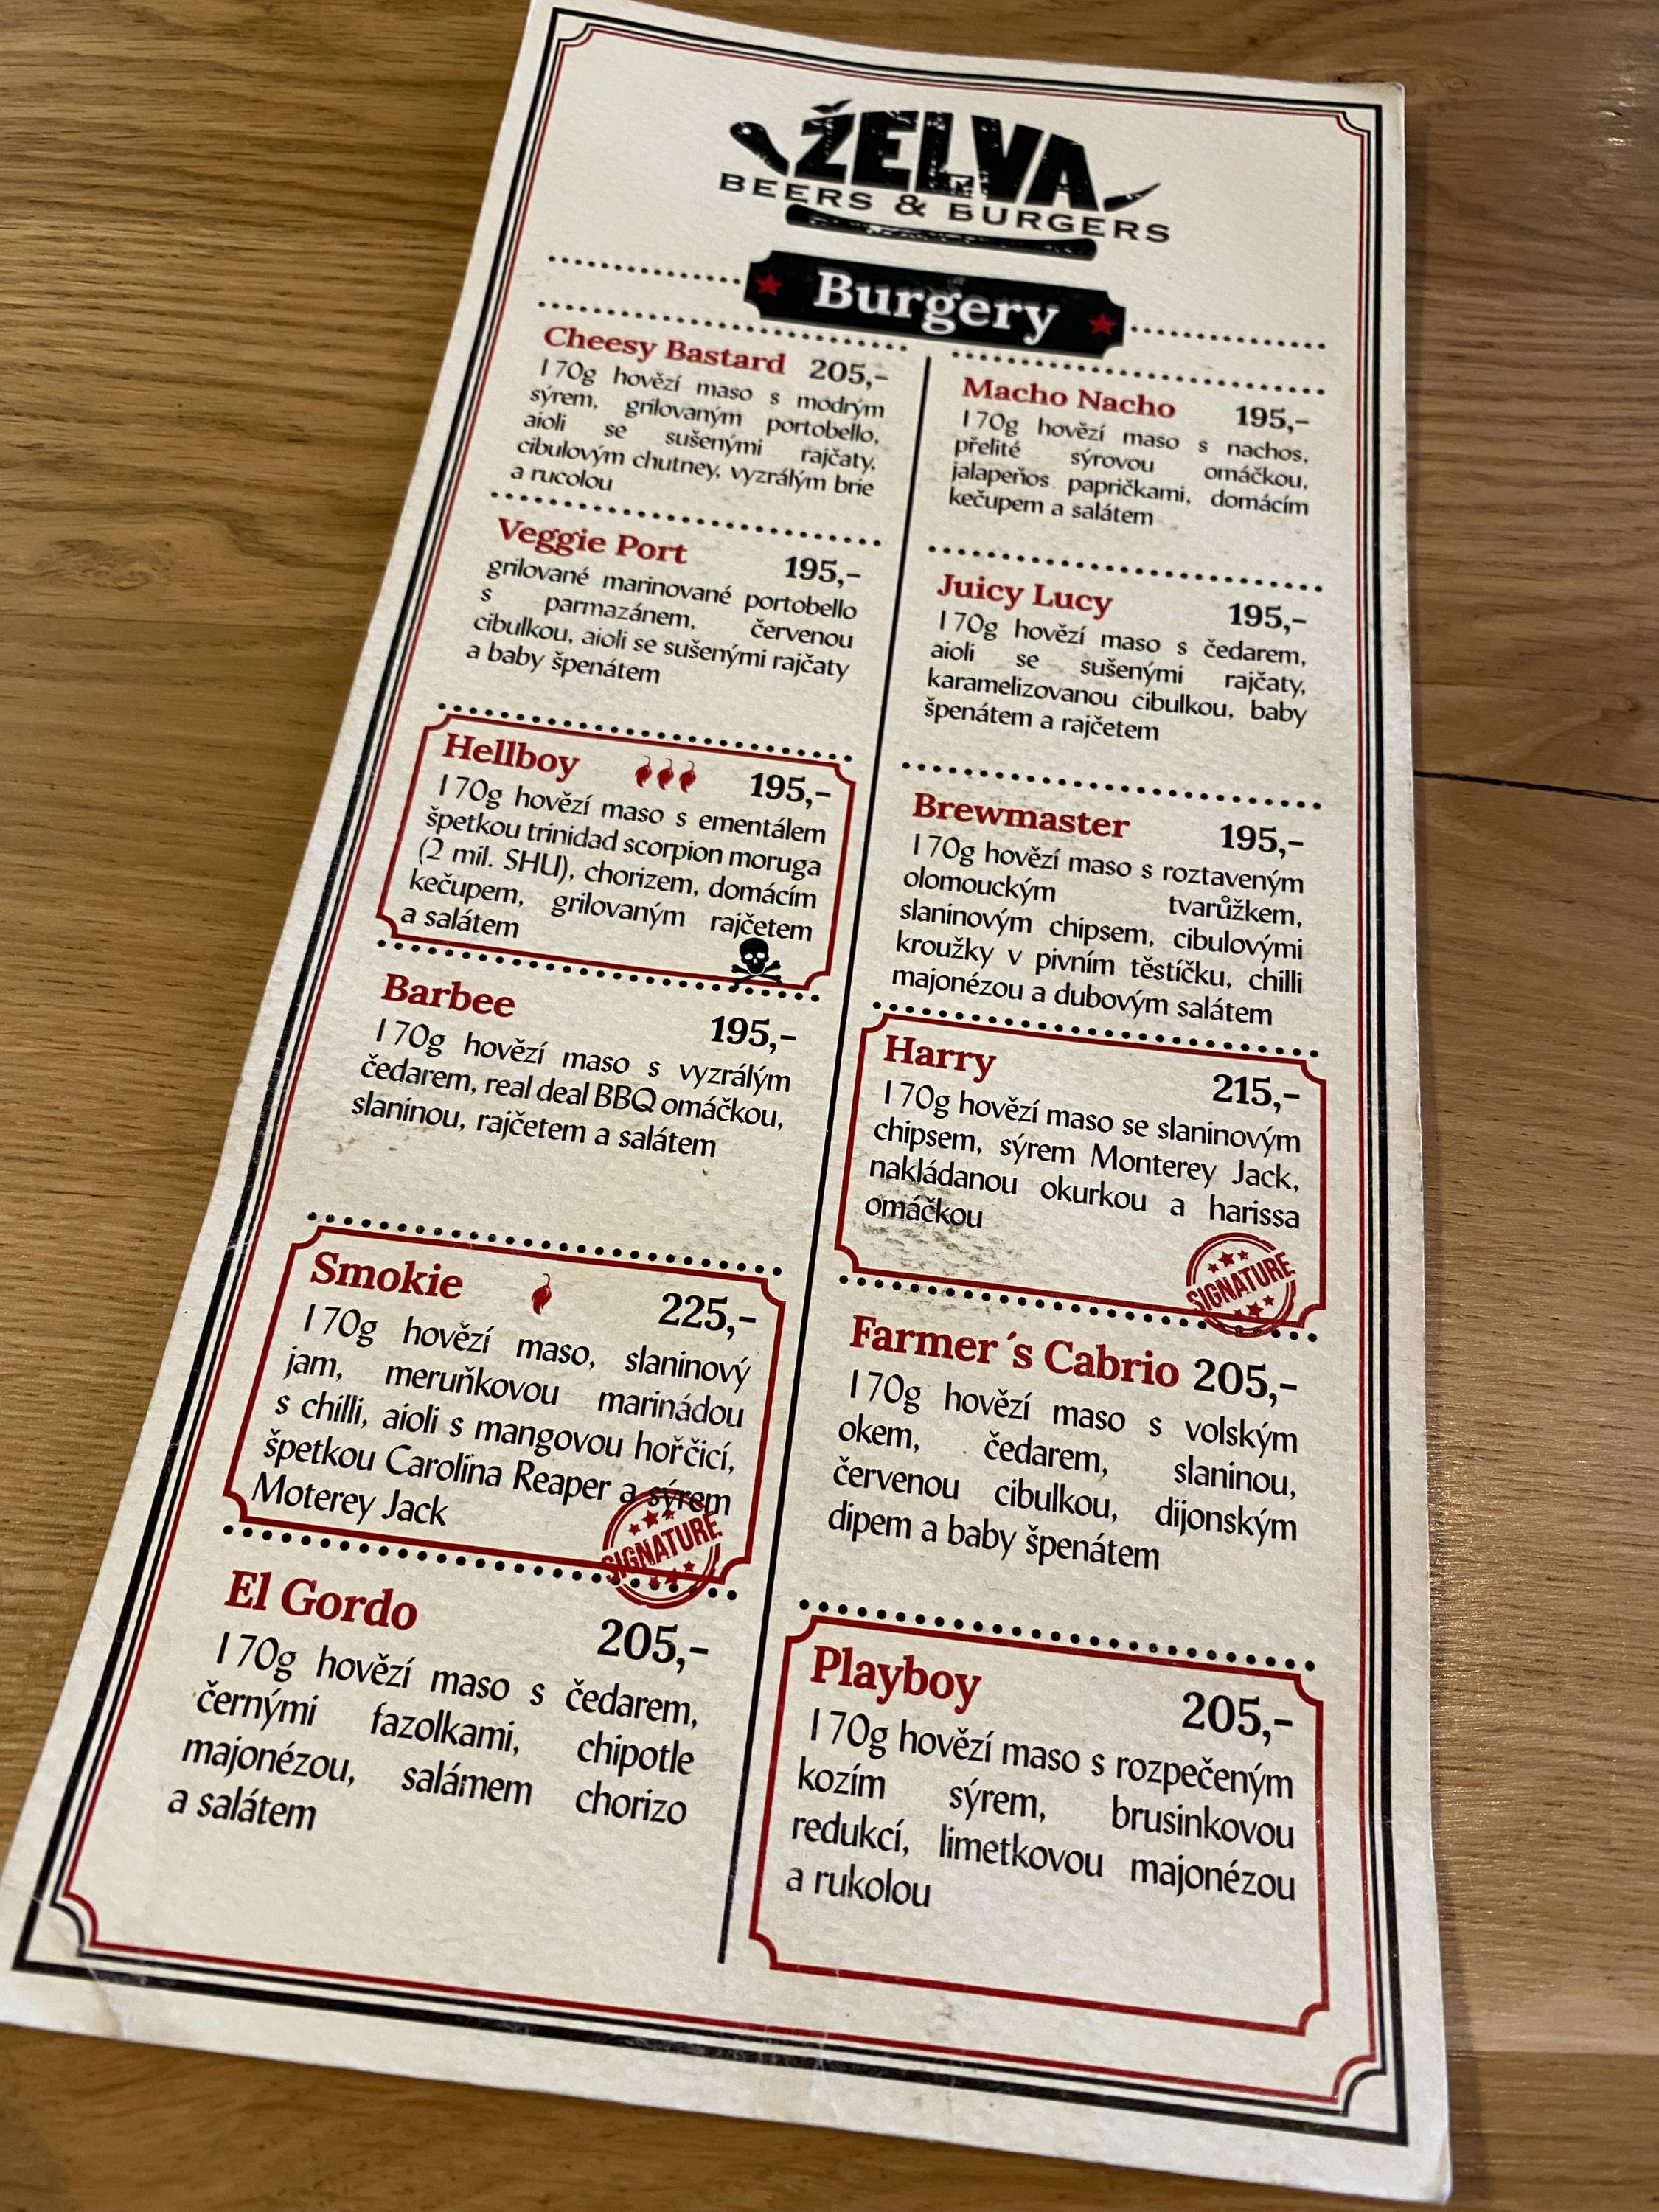 ŽELVA
BEERS & BURGERS
Burgery
Cheesy Bastard 205,-
170g hovězí maso s modrým
sýrem, grilovaným portobello,
aioli se sušenými rajčaty,
cibulovým chutney, vyzrálým brie
a rucolou
Veggie Port 195,-
grilované marinované portobello
s parmazánem, červenou
cibulkou, aioli se sušenými rajčaty
a baby špenátem
Hellboy 195,-
170g hovězí maso s ementálem
špetkou trinidad scorpion moruga
(2 mil. SHU), chorizem, domácím
kečupem, grilovaným rajčetem
a salátem
Barbee 195,-
170g hovězí maso s vyzrálým
čedarem, real deal BBQ omáčkou,
slaninou, rajčetem a salátem
Smokie 225,-
170g hovězí maso, slaninový
jam, meruňkovou marinádou
s chilli, aioli s mangovou hořčicí,
špetkou Carolina Reaper a sýrem
Moterey Jack
SIGNATURE
El Gordo 205,-
170g hovězí maso s čedarem,
černými fazolkami, chipotle
majonézou, salámem chorizo
a salátem
Macho Nacho 195,-
170g hovězí maso s nachos,
přelité sýrovou omáčkou,
jalapeňos papričkami, domácím
kečupem a salátem
Juicy Lucy 195,-
170g hovězí maso s čedarem,
aioli se sušenými rajčaty,
karamelizovanou cibulkou, baby
špenátem a rajčetem
Brewmaster 195,-
170g hovězí maso s roztaveným
olomouckým tvarůžkem,
slaninovým chipsem, cibulovými
kroužky v pivním těstíčku, chilli
majonézou a dubovým salátem
Harry 215,-
170g hovězí maso se slaninovým
chipsem, sýrem Monterey Jack,
nakládanou okurkou a harissa
omáčkou
SIGNATURE
Farmer´s Cabrio 205,-
170g hovězí maso s volským
okem, čedarem, slaninou,
červenou cibulkou, dijonským
dipem a baby špenátem
Playboy 205,-
170g hovězí maso s rozpečeným
kozím sýrem, brusinkovou
redukcí, limetkovou majonézou
a rukolou